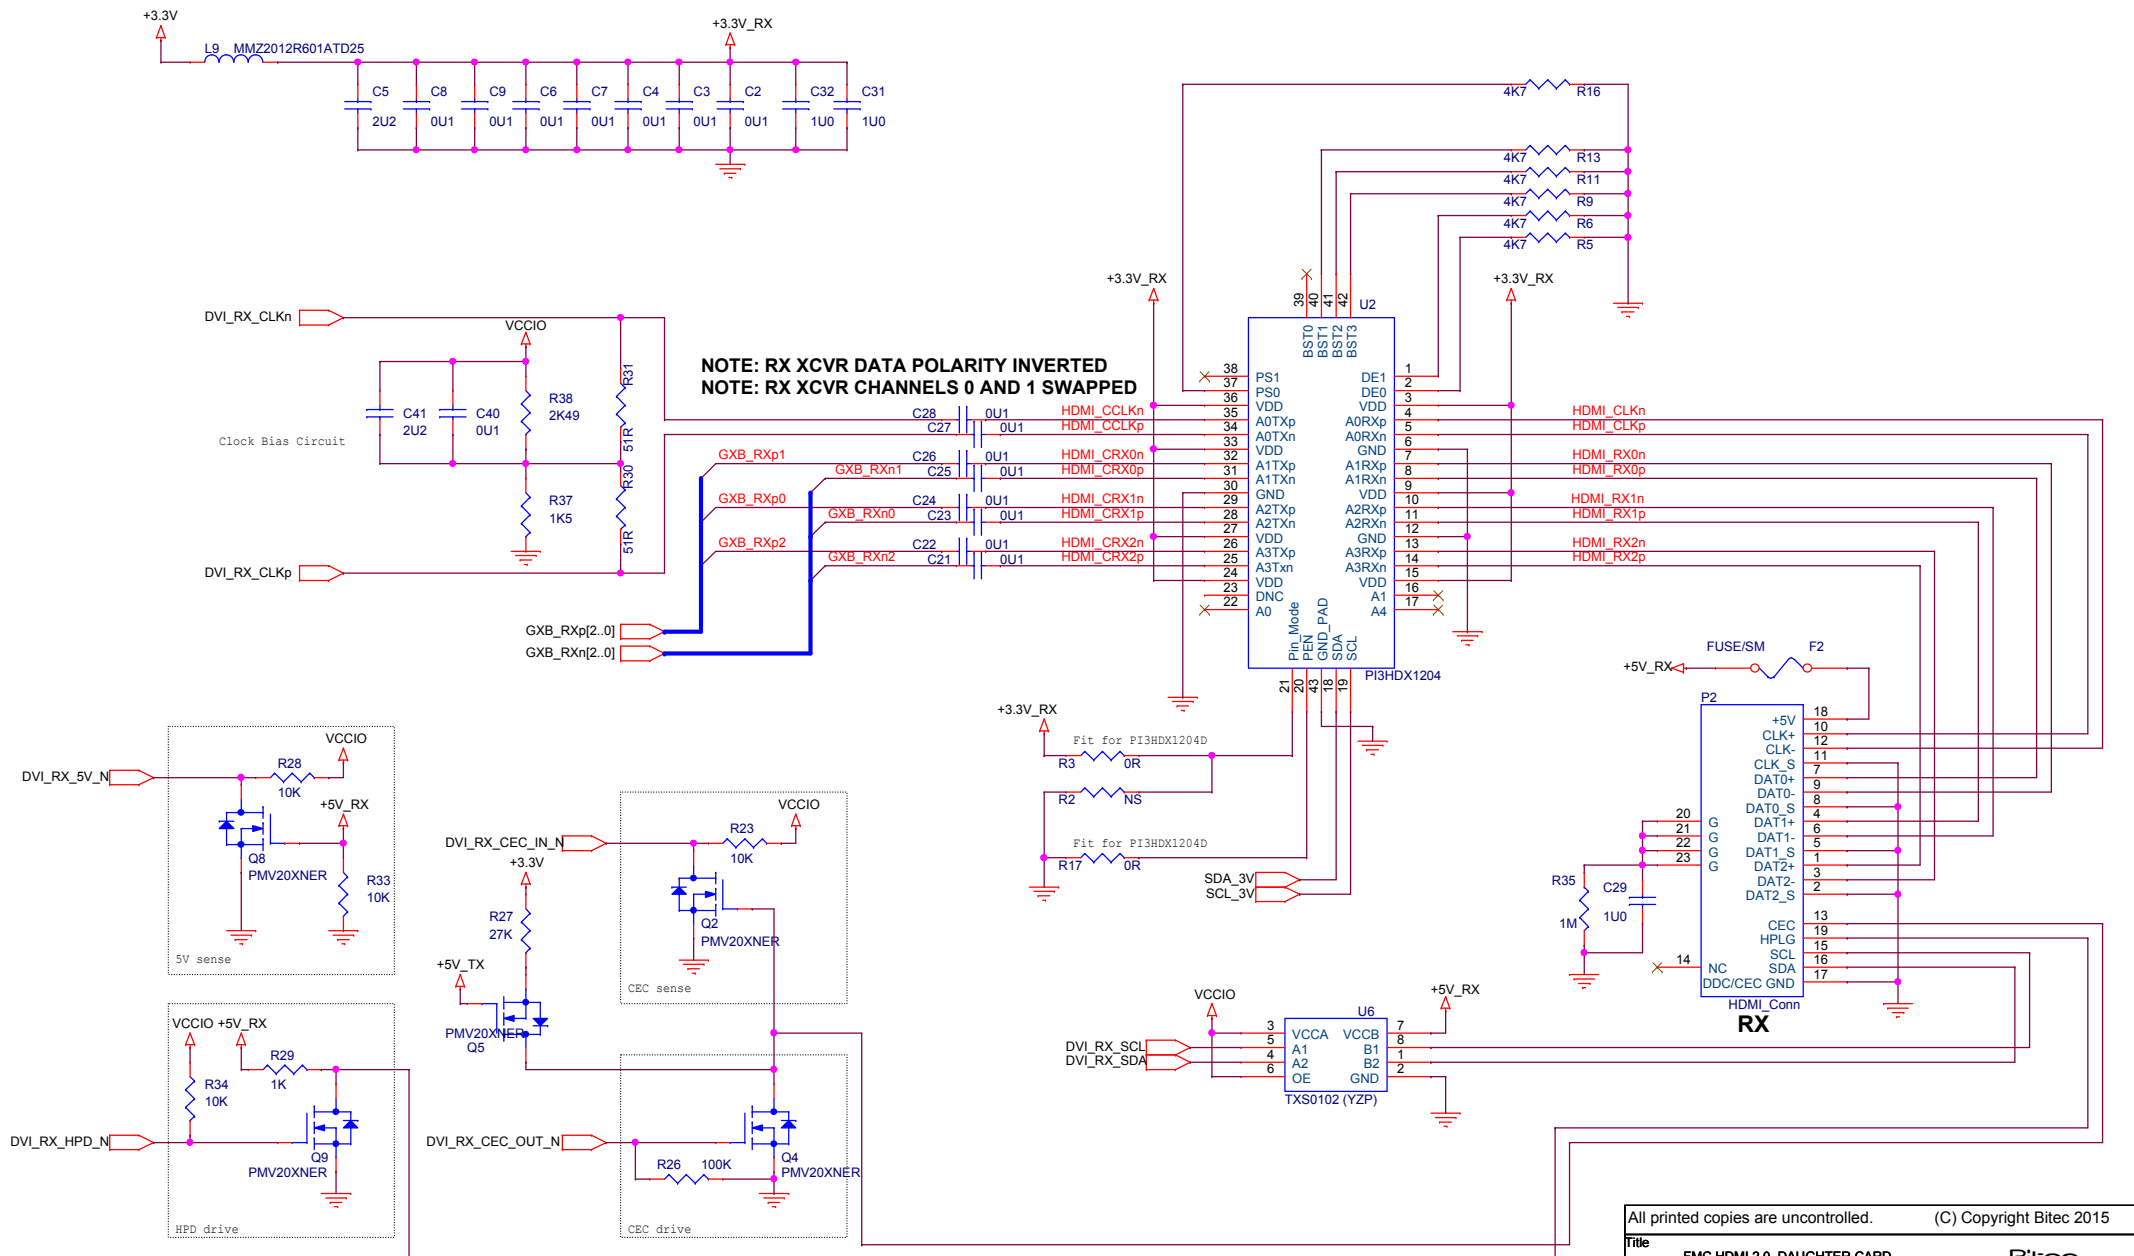 +3.3V
L9 MMZ2012R601ATD25
+3.3V_RX
C5 C8 C9 C6 C7 C4 C3 C2 C32 C31
2U2 0U1 0U1 0U1 0U1 0U1 0U1 0U1 1U0 1U0
4K7 R16
4K7 R13
4K7 R11
4K7 R9
4K7 R6
4K7 R5
+3.3V_RX
+3.3V_RX
DVI_RX_CLKn
VCCIO
C41
2U2
C40
0U1
R38
2K49
R31
51R
Clock Bias Circuit
R37
1K5
R30
51R
DVI_RX_CLKp
NOTE: RX XCVR DATA POLARITY INVERTED
NOTE: RX XCVR CHANNELS 0 AND 1 SWAPPED
C28 0U1 HDMI_CCLKn
C27 0U1 HDMI_CCLKp
GXB_RXp1 C26 0U1 HDMI_CRX0n
GXB_RXn1 C25 0U1 HDMI_CRX0p
GXB_RXp0 C24 0U1 HDMI_CRX1n
GXB_RXn0 C23 0U1 HDMI_CRX1p
GXB_RXp2 C22 0U1 HDMI_CRX2n
GXB_RXn2 C21 0U1 HDMI_CRX2p
GXB_RXp[2..0]
GXB_RXn[2..0]
39 40 41 42
U2
BST0 BST1 BST2 BST3
38 PS1
37 PS0
36 VDD
35 A0TXp
34 A0TXn
33 VDD
32 A1TXp
31 A1TXn
30 GND
29 A2TXp
28 A2TXn
27 VDD
26 A3TXp
25 A3Txn
24 VDD
23 DNC
22 A0
DE1 1
DE0 2
VDD 3
A0RXp 4 HDMI_CLKn
A0RXn 5 HDMI_CLKp
GND 6
A1RXp 7 HDMI_RX0n
A1RXn 8 HDMI_RX0p
VDD 9
A2RXp 10 HDMI_RX1n
A2RXn 11 HDMI_RX1p
GND 12
A3RXp 13 HDMI_RX2n
A3RXn 14 HDMI_RX2p
VDD 15
A1 16
A4 17
Pin_Mode PEN GND_PAD SDA SCL
21 20 43 18 19
PI3HDX1204
+3.3V_RX
Fit for PI3HDX1204D
R3 0R
R2 NS
Fit for PI3HDX1204D
R17 0R
SDA_3V
SCL_3V
FUSE/SM F2
+5V_RX
P2
+5V 18
CLK+ 10
CLK- 12
CLK_S 11
DAT0+ 7
DAT0- 9
DAT0_S 8
DAT1+ 4
DAT1- 6
DAT1_S 5
DAT2+ 1
DAT2- 3
DAT2_S 2
CEC 13
HPLG 19
SCL 15
SDA 16
DDC/CEC GND 17
20 G
21 G
22 G
23 G
14 NC
R35
1M
C29
1U0
HDMI_Conn
RX
VCCIO
DVI_RX_5V_N
R28
10K
+5V_RX
Q8
PMV20XNER
R33
10K
5V sense
DVI_RX_CEC_IN_N
VCCIO
R23
10K
Q2
PMV20XNER
CEC sense
+3.3V
R27
27K
+5V_TX
PMV20XNER
Q5
VCCIO +5V_RX
R29
1K
R34
10K
DVI_RX_HPD_N
Q9
PMV20XNER
HPD drive
DVI_RX_CEC_OUT_N
R26 100K
Q4
PMV20XNER
CEC drive
VCCIO
+5V_RX
U6
DVI_RX_SCL
DVI_RX_SDA
3 VCCA VCCB 7
5 A1 B1 8
4 A2 B2 1
6 OE GND 2
TXS0102 (YZP)
All printed copies are uncontrolled. (C) Copyright Bitec 2015
Title
FMC HDMI 2.0 DAUGHTER CARD